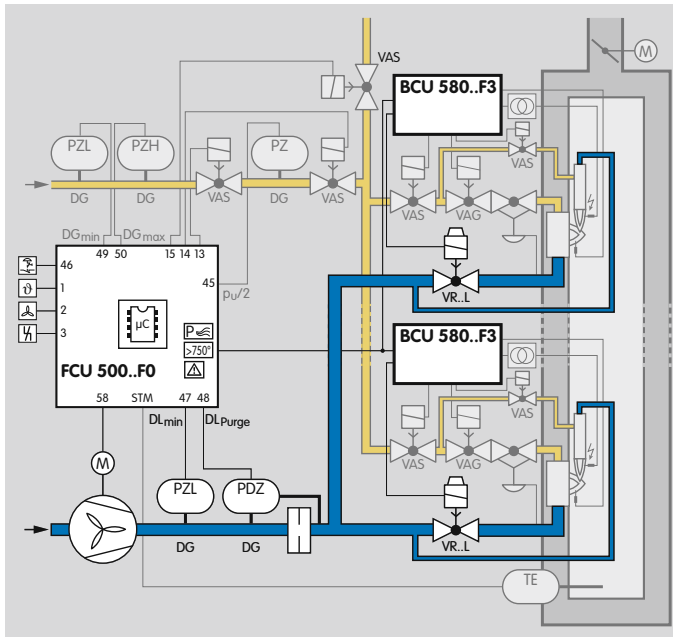 VAS
M
BCU 580..F3
PZL
PZH
PZ
VAS
DG
DG
VAS
DG
VAS
VAS
VAG
DGmin
DGmax
49
50
15
14
13
46
45
pU/2
1
2
3
µC
P
>750°
FCU 500..F0
VR..L
BCU 580..F3
58
STM
47
48
DLmin
DLPurge
VAS
M
VAS
VAG
PZL
PDZ
DG
DG
VR..L
TE